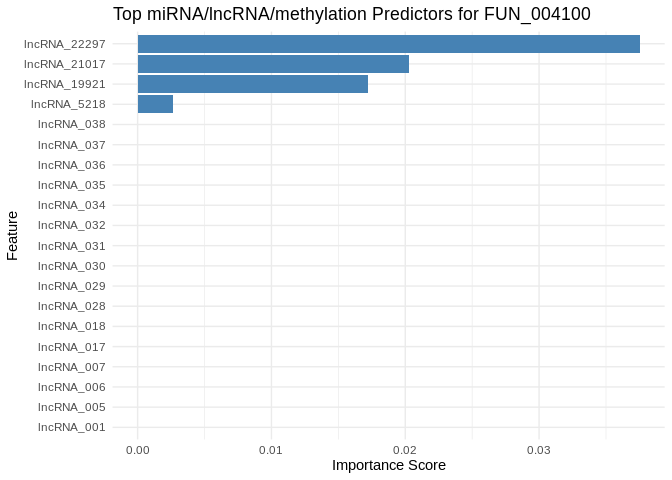 Top miRNA/lncRNA/methylation Predictors for FUN_004100
lncRNA_22297
lncRNA_21017
lncRNA_19921
lncRNA_5218
lncRNA_038
lncRNA_037
lncRNA_036
lncRNA_035
lncRNA_034
lncRNA_032
lncRNA_031
lncRNA_030
lncRNA_029
lncRNA_028
lncRNA_018
lncRNA_017
lncRNA_007
lncRNA_006
lncRNA_005
lncRNA_001
Feature
0.00 0.01 0.02 0.03
Importance Score